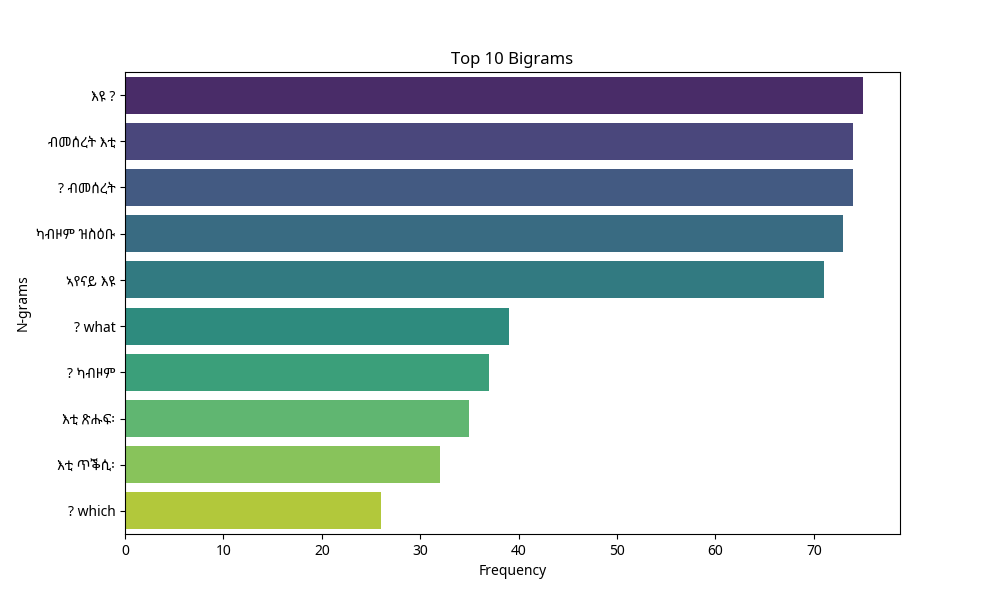 Top 10 Bigrams
እዩ ?
ብመሰረት እቲ
? ብመሰረት
ካብዞም ዝስዕቡ
ኣየናይ እዩ
? what
? ካብዞም
እቲ ጽሑፍ፡
እቲ ጥቕሲ፡
? which
N-grams
0 10 20 30 40 50 60 70
Frequency